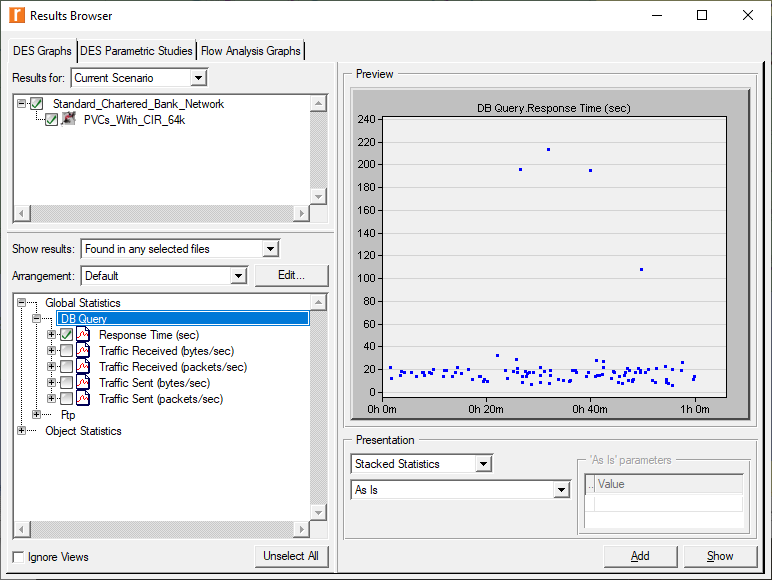 Results Browser
DES Graphs DES Parametric Studies Flow Analysis Graphs
Results for: Current Scenario
Standard_Chartered_Bank_Network
PVCs_With_CIR_64k
Show results: Found in any selected files
Arrangement: Default Edit...
Global Statistics
DB Query
Response Time (sec)
Traffic Received (bytes/sec)
Traffic Received (packets/sec)
Traffic Sent (bytes/sec)
Traffic Sent (packets/sec)
Ftp
Object Statistics
Ignore Views Unselect All
Preview
DB Query.Response Time (sec)
240
220
200
180
160
140
120
100
80
60
40
20
0
0h 0m 0h 20m 0h 40m 1h 0m
Presentation
Stacked Statistics
As Is
'As Is' parameters
.. Value
Add Show